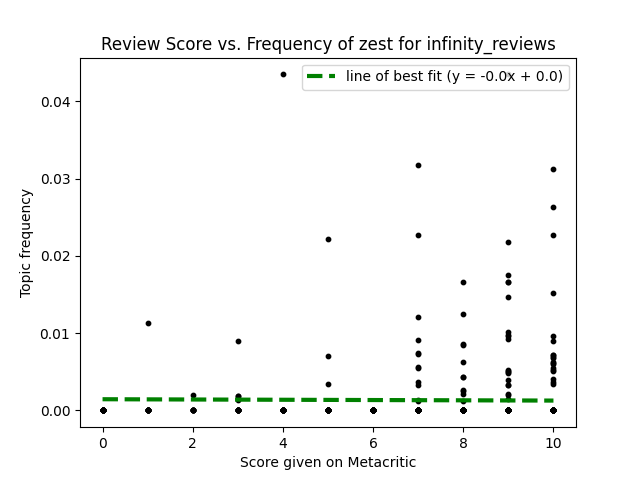 Review Score vs. Frequency of zest for infinity_reviews
line of best fit (y = -0.0x + 0.0)
Topic frequency
0.04
0.03
0.02
0.01
0.00
0 2 4 6 8 10
Score given on Metacritic